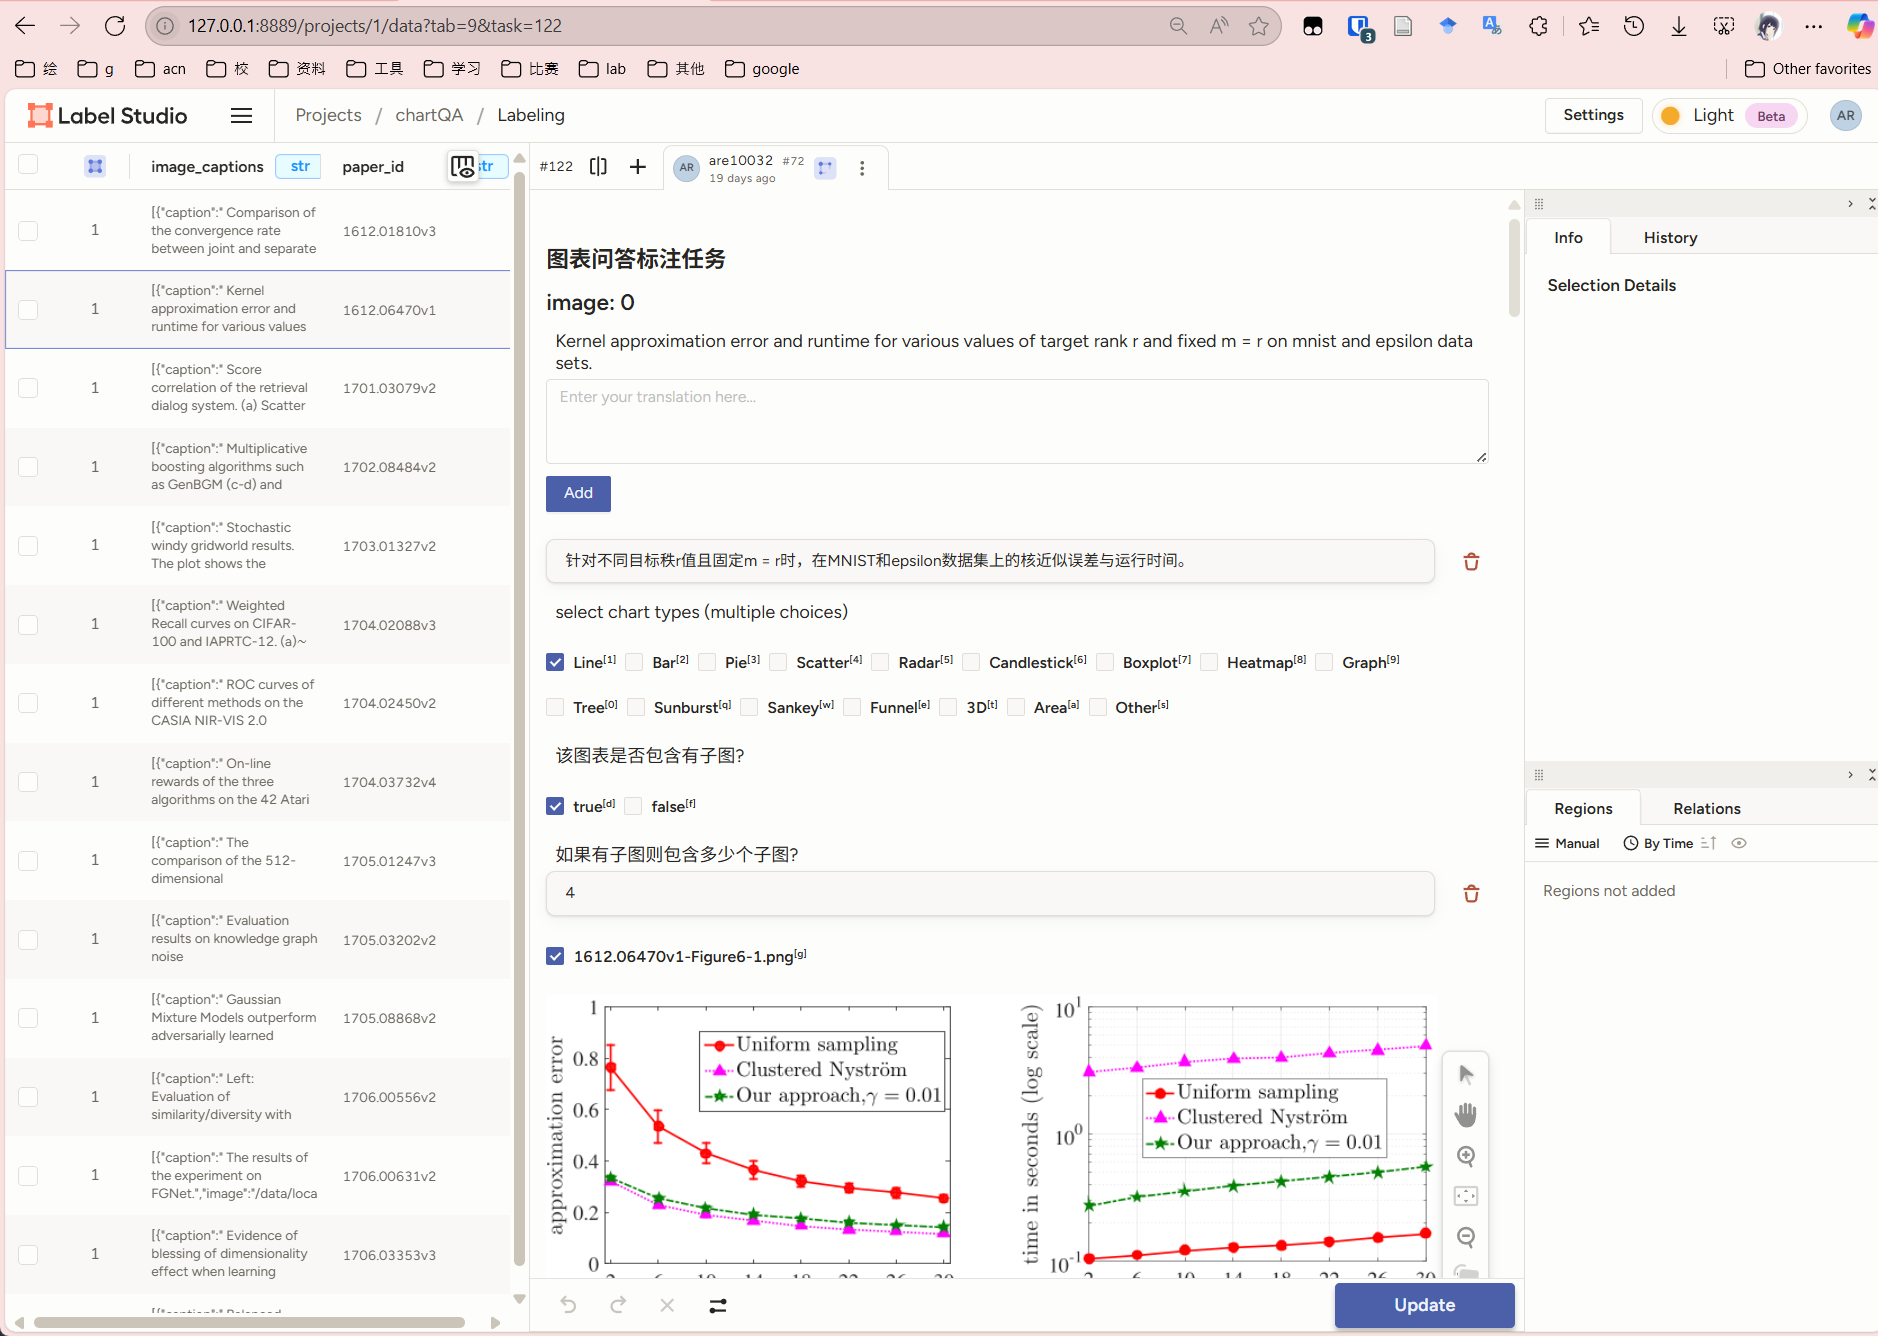 127.0.0.1:8889/projects/1/data?tab=9&task=122
3
绘 g acn 校 资料 工具 学习 比赛 lab 其他 google Other favorites
Label Studio Projects / chartQA / Labeling Settings Light Beta AR
image_captions str paper_id str
[{"caption":" Comparison of
the convergence rate
between joint and separate
1 1612.01810v3
[{"caption":" Kernel
approximation error and
runtime for various values
1 1612.06470v1
[{"caption":" Score
correlation of the retrieval
dialog system. (a) Scatter
1 1701.03079v2
[{"caption":" Multiplicative
boosting algorithms such
as GenBGM (c-d) and
1 1702.08484v2
[{"caption":" Stochastic
windy gridworld results.
The plot shows the
1 1703.01327v2
[{"caption":" Weighted
Recall curves on CIFAR-
100 and IAPRTC-12. (a)~
1 1704.02088v3
[{"caption":" ROC curves of
different methods on the
CASIA NIR-VIS 2.0
1 1704.02450v2
[{"caption":" On-line
rewards of the three
algorithms on the 42 Atari
1 1704.03732v4
[{"caption":" The
comparison of the 512-
dimensional
1 1705.01247v3
[{"caption":" Evaluation
results on knowledge graph
noise
1 1705.03202v2
[{"caption":" Gaussian
Mixture Models outperform
adversarially learned
1 1705.08868v2
[{"caption":" Left:
Evaluation of
similarity/diversity with
1 1706.00556v2
[{"caption":" The results of
the experiment on
FGNet.","image":"/data/loca
1 1706.00631v2
[{"caption":" Evidence of
blessing of dimensionality
effect when learning
1 1706.03353v3
#122
AR are10032 #72
19 days ago
图表问答标注任务
image: 0
Kernel approximation error and runtime for various values of target rank r and fixed m = r on mnist and epsilon data
sets.
Enter your translation here...
Add
针对不同目标秩r值且固定m = r时，在MNIST和epsilon数据集上的核近似误差与运行时间。
select chart types (multiple choices)
Line[1] Bar[2] Pie[3] Scatter[4] Radar[5] Candlestick[6] Boxplot[7] Heatmap[8] Graph[9]
Tree[0] Sunburst[q] Sankey[w] Funnel[e] 3D[t] Area[a] Other[s]
该图表是否包含有子图?
true[d] false[f]
如果有子图则包含多少个子图?
4
1612.06470v1-Figure6-1.png[g]
approximation error
1
0.8
0.6
0.4
0.2
0
Uniform sampling
Clustered Nyström
Our approach,γ = 0.01
2 6 10 14 18 22 26 30
time in seconds (log scale)
10^1
10^0
10^-1
Uniform sampling
Clustered Nyström
Our approach,γ = 0.01
2 6 10 14 18 22 26 30
Update
Info History
Selection Details
Regions Relations
Manual By Time
Regions not added